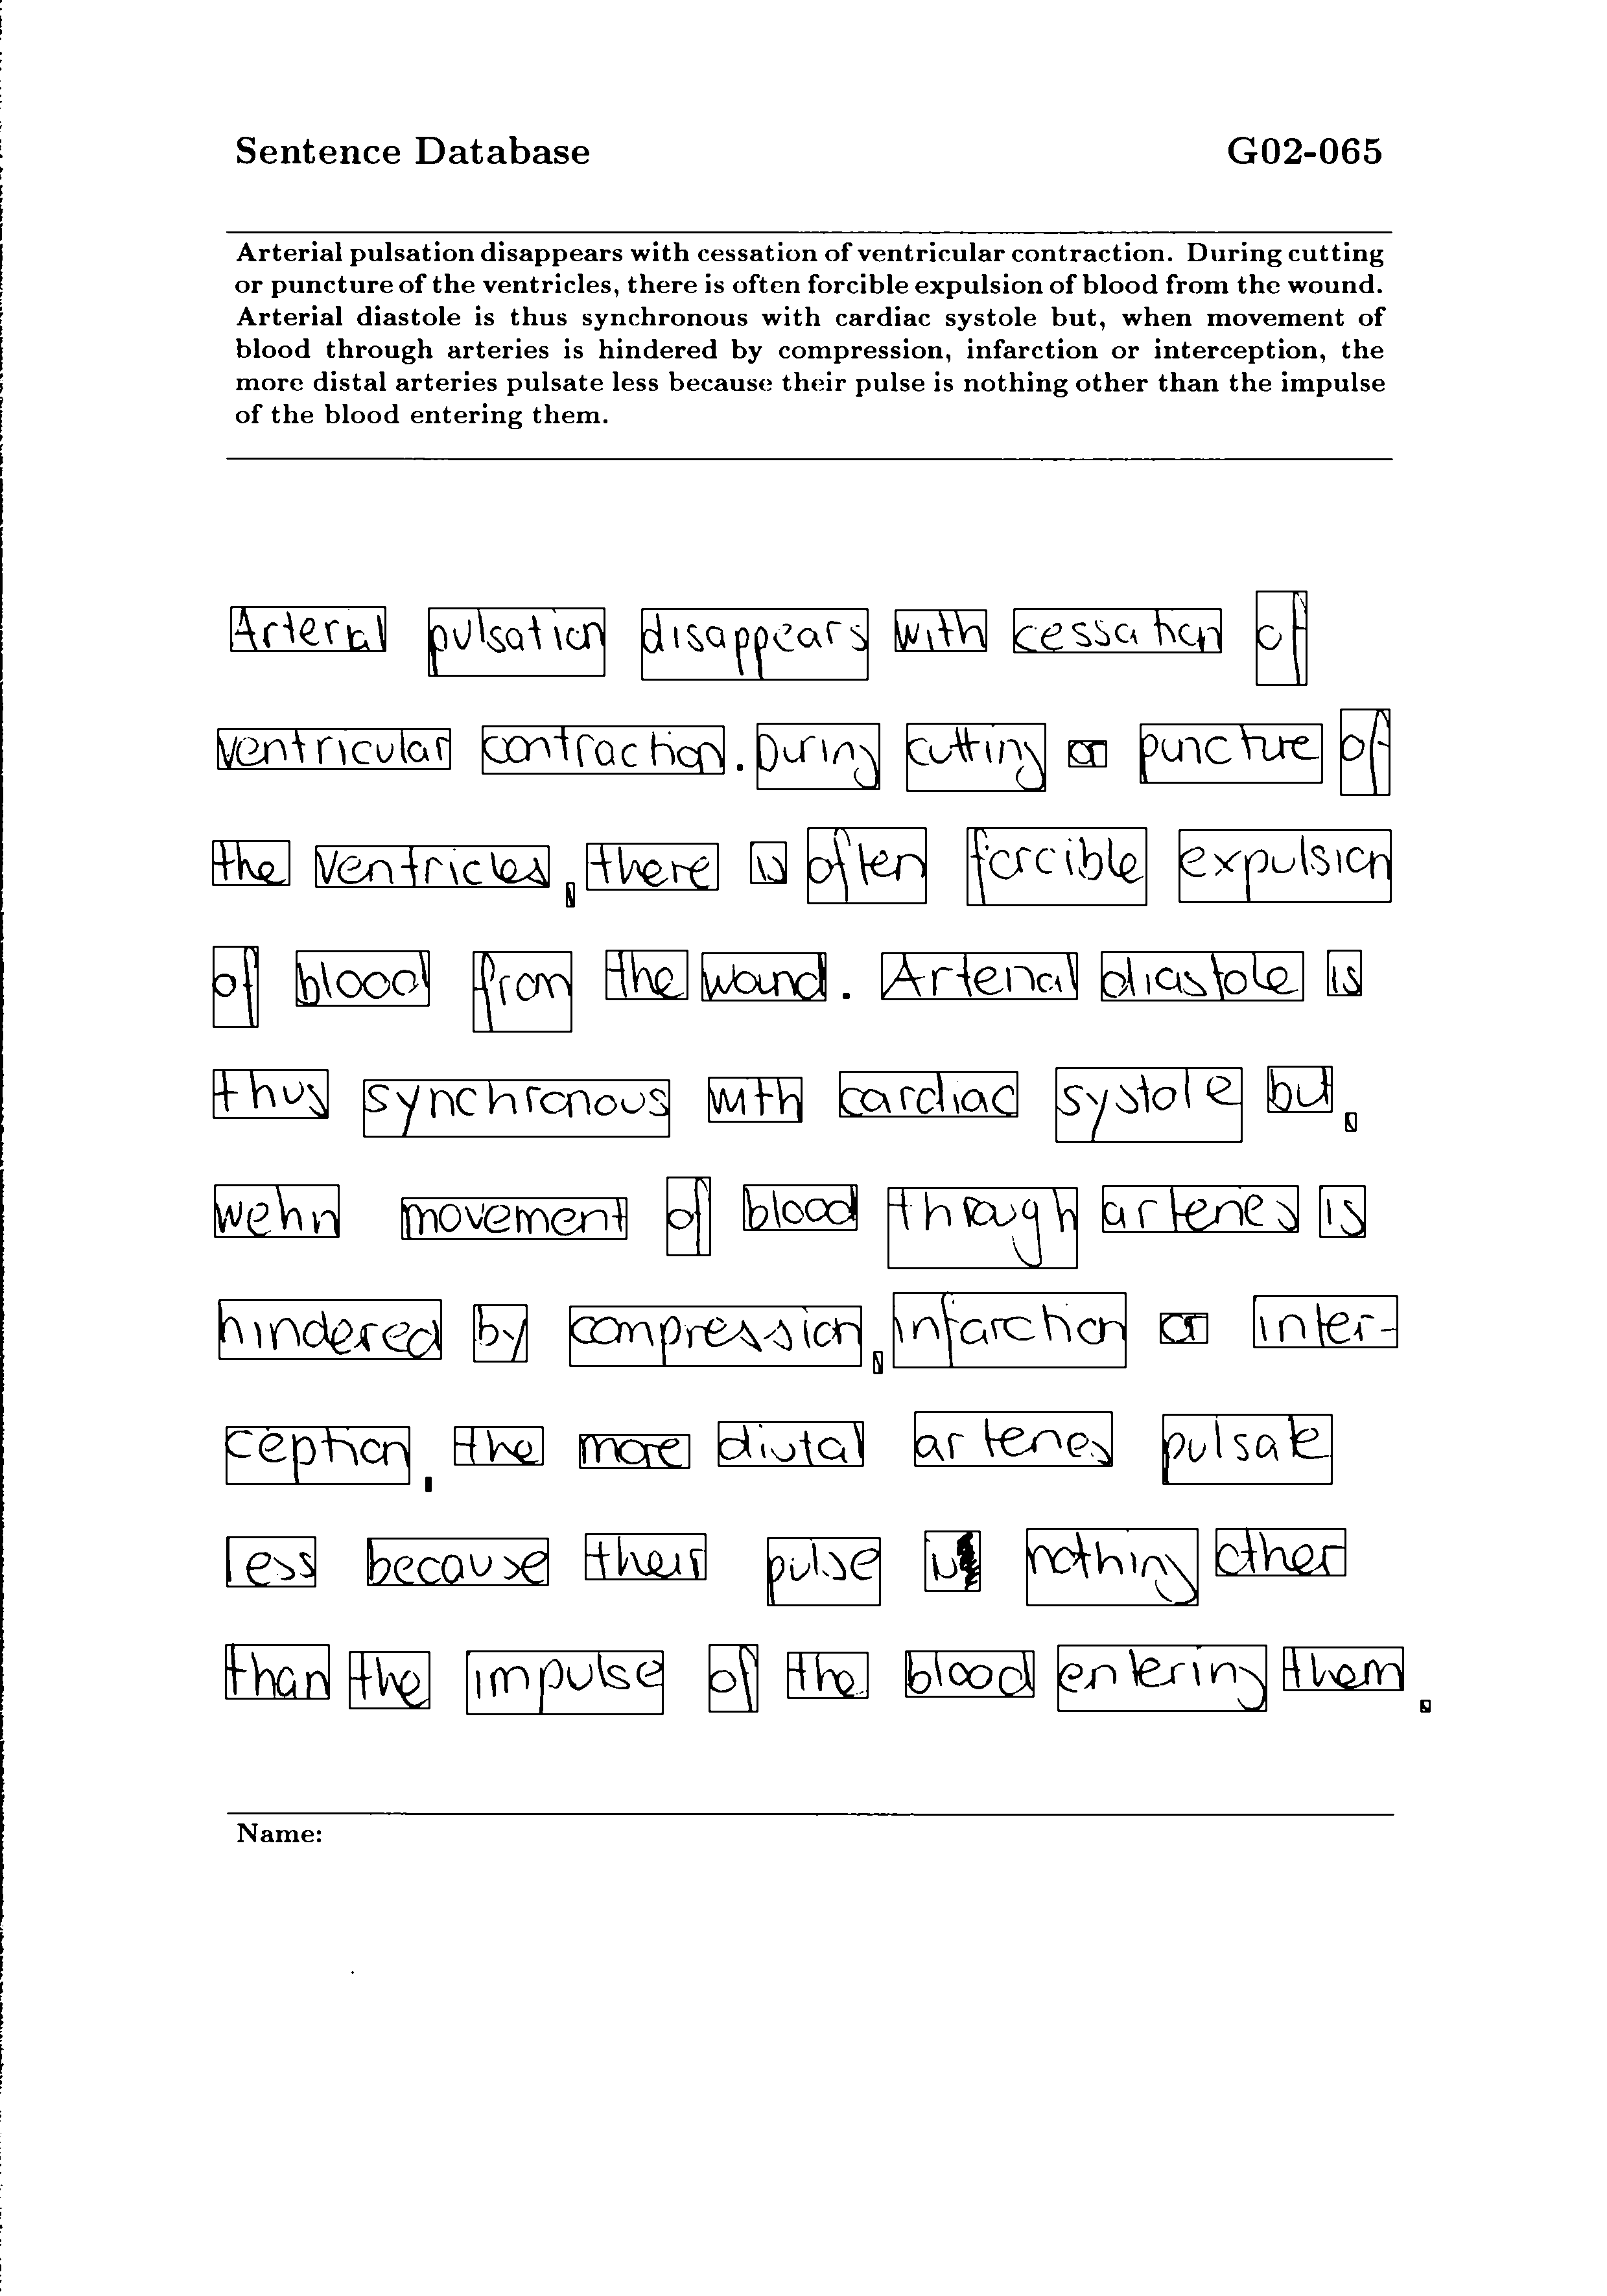 Sentence Database G02-065
Arterial pulsation disappears with cessation of ventricular contraction. During cutting
or puncture of the ventricles, there is often forcible expulsion of blood from the wound.
Arterial diastole is thus synchronous with cardiac systole but, when movement of
blood through arteries is hindered by compression, infarction or interception, the
more distal arteries pulsate less because their pulse is nothing other than the impulse
of the blood entering them.
Arterial pulsation disappears with cessation of
ventricular contraction. During cutting or puncture of
the ventricles, there is often forcible expulsion
of blood from the wound. Arterial diastole is
thus synchronous with cardiac systole but,
wehn movement of blood through arteries is
hindered by compression, infarction or inter-
ception, the more distal arteries pulsate
less because their pulse is nothing other
than the impulse of the blood entering them.
Name: